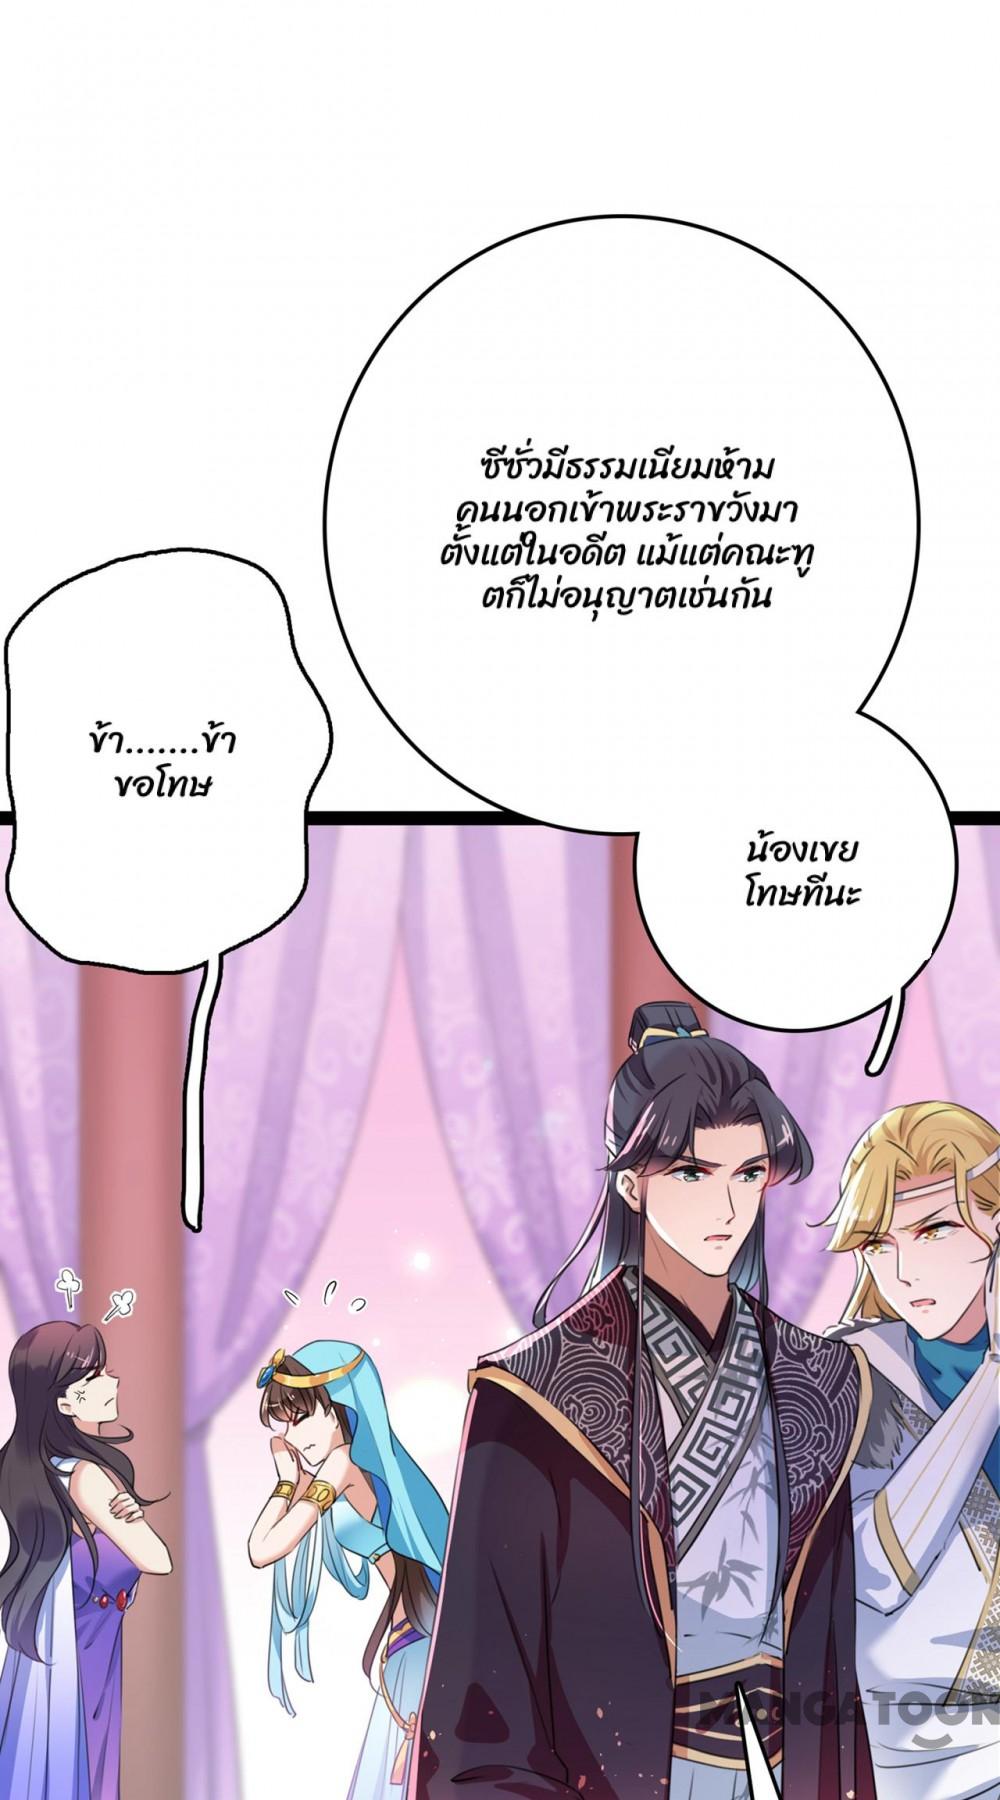 ซีซั่วมีธรรมเนียมห้าม
คนนอกเข้าพระราชวังมา
ตั้งแต่ในอดีต แม้แต่คณะทู
ตก็ไม่อนุญาตเช่นกัน
ข้า.......ข้า
ขอโทษ
น้องเขย
โทษทีนะ
MANGATOON